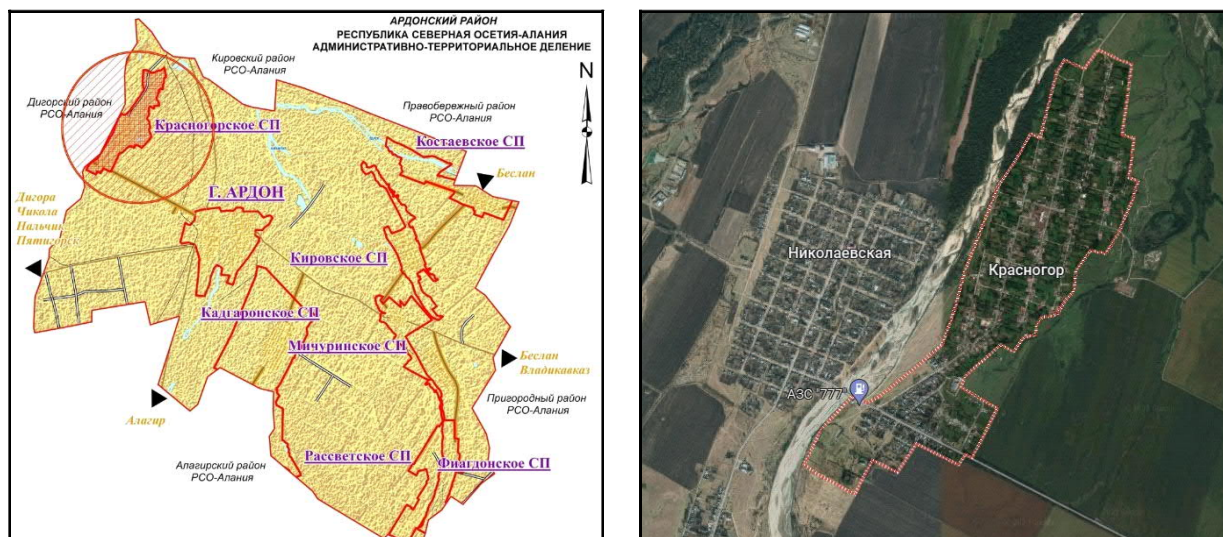 АРДОНСКИЙ РАЙОН
РЕСПУБЛИКА СЕВЕРНАЯ ОСЕТИЯ-АЛАНИЯ
АДМИНИСТРАТИВНО-ТЕРРИТОРИАЛЬНОЕ ДЕЛЕНИЕ
Кировский район
РСО-Алания
N
Дигорский район
РСО-Алания
Правобережный район
РСО-Алания
Красногорское СП
Костаевское СП
Беслан
Г. АРДОН
Дигора
Чикола
Нальчик
Пятигорск
Кировское СП
Кадгаронское СП
Мичуринское СП
Беслан
Владикавказ
Пригородный район
РСО-Алания
Алагир
Алагирский район
РСО-Алания
Рассветское СП
Фиагдонское СП
Николаевская
Красногор
АЗС "777"